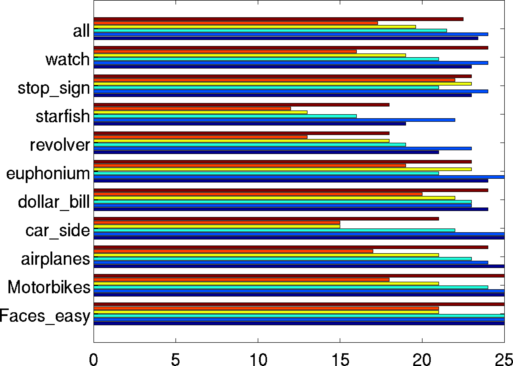 all
watch
stop_sign
starfish
revolver
euphonium
dollar_bill
car_side
airplanes
Motorbikes
Faces_easy
0 5 10 15 20 25